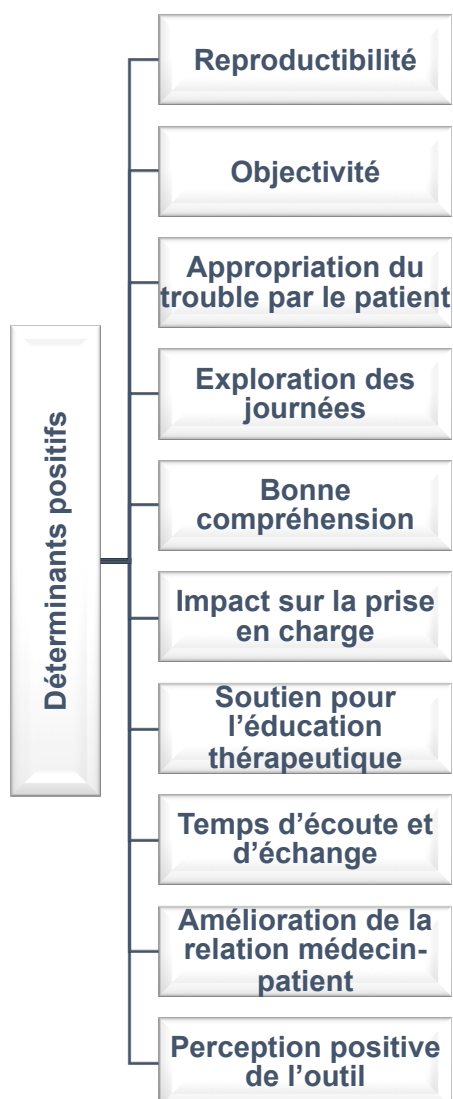 Déterminants positifs
Reproductibilité
Objectivité
Appropriation du
trouble par le patient
Exploration des
journées
Bonne
compréhension
Impact sur la prise
en charge
Soutien pour
l’éducation
thérapeutique
Temps d’écoute et
d’échange
Amélioration de la
relation médecin-
patient
Perception positive
de l’outil